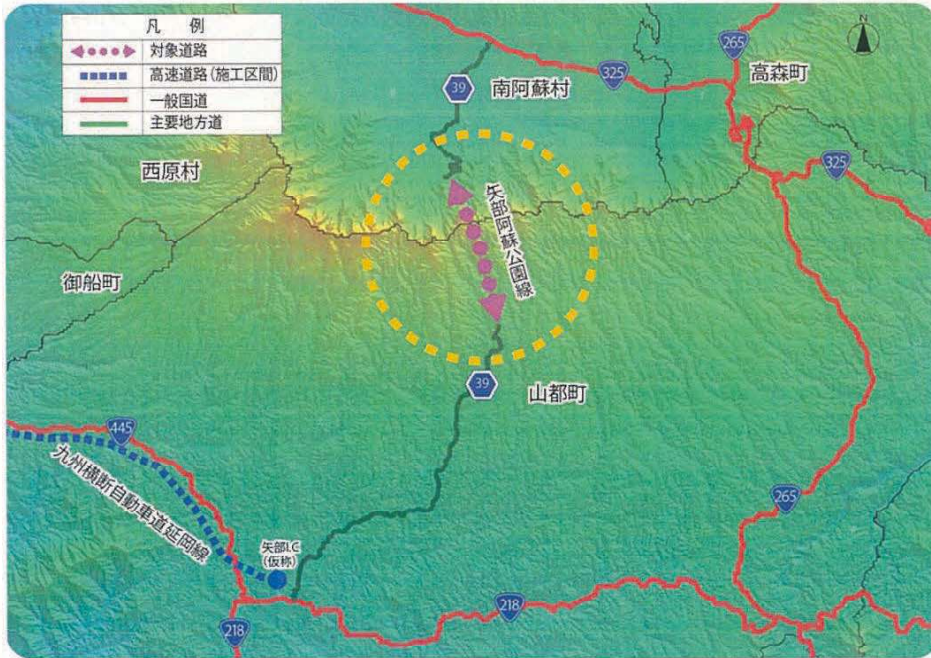 凡 例
対象道路
高速道路(施工区間)
一般国道
主要地方道
N
265
325
39
南阿蘇村
高森町
西原村
325
矢部阿蘇公園線
御船町
39
山都町
445
九州横断自動車道延岡線
265
矢部I.C
(仮称)
218
218